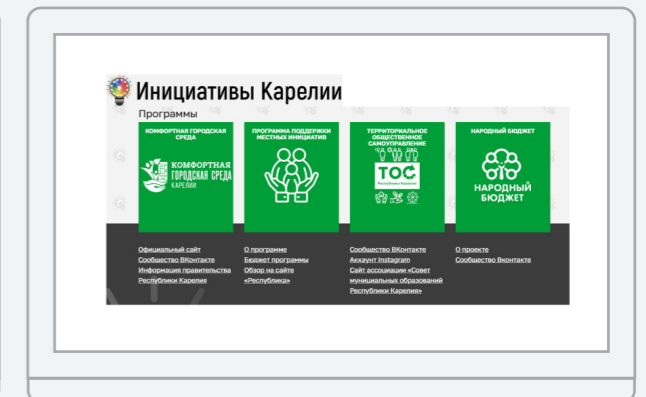 Инициативы Карелии
Программы
КОМФОРТНАЯ ГОРОДСКАЯ
СРЕДА
КОМФОРТНАЯ
ГОРОДСКАЯ СРЕДА
КАРЕЛИИ
Официальный сайт
Сообщество ВКонтакте
Информация правительства
Республики Карелия
ПРОГРАММА ПОДДЕРЖКИ
МЕСТНЫХ ИНИЦИАТИВ
О программе
Бюджет программы
Обзор на сайте
«Республика»
ТЕРРИТОРИАЛЬНОЕ
ОБЩЕСТВЕННОЕ
САМОУПРАВЛЕНИЕ
ТОС
Республики Карелия
Сообщество ВКонтакте
Аккаунт Instagram
Сайт ассоциации «Совет
муниципальных образований
Республики Карелия»
НАРОДНЫЙ БЮДЖЕТ
НАРОДНЫЙ
БЮДЖЕТ
О проекте
Сообщество Вконтакте